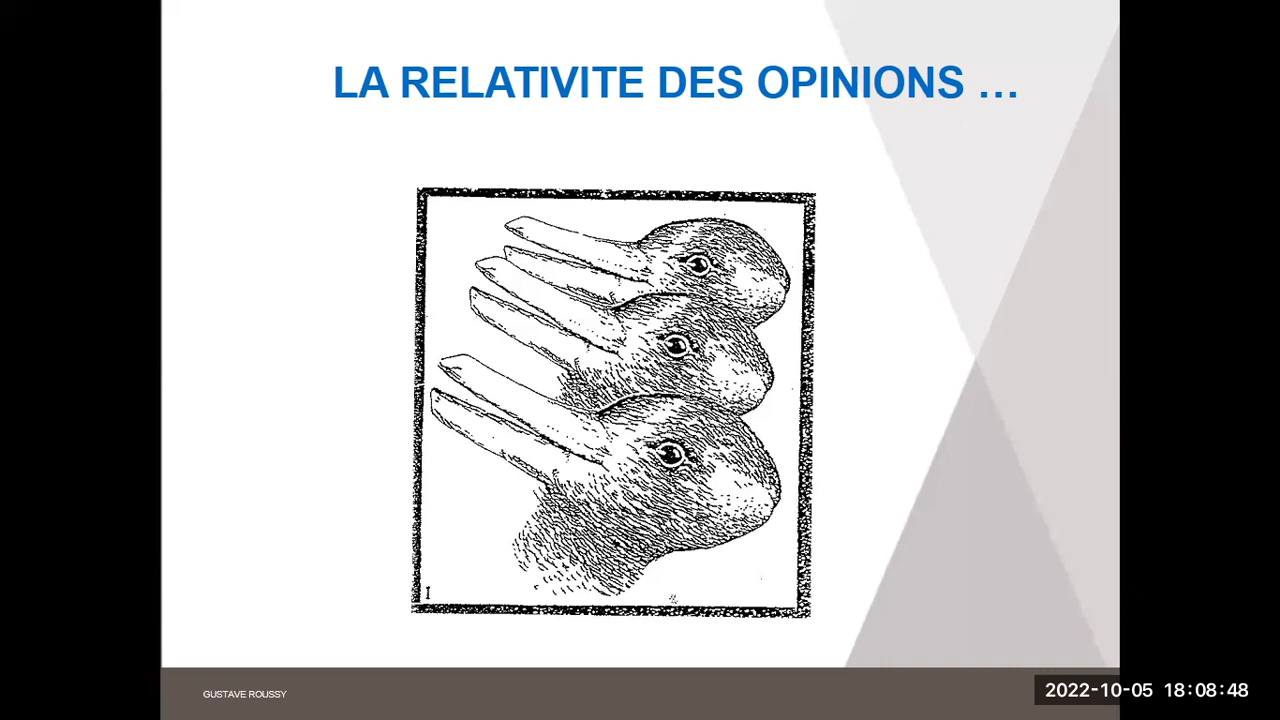 LA RELATIVITE DES OPINIONS …
I
GUSTAVE ROUSSY
2022-10-05 18:08:48